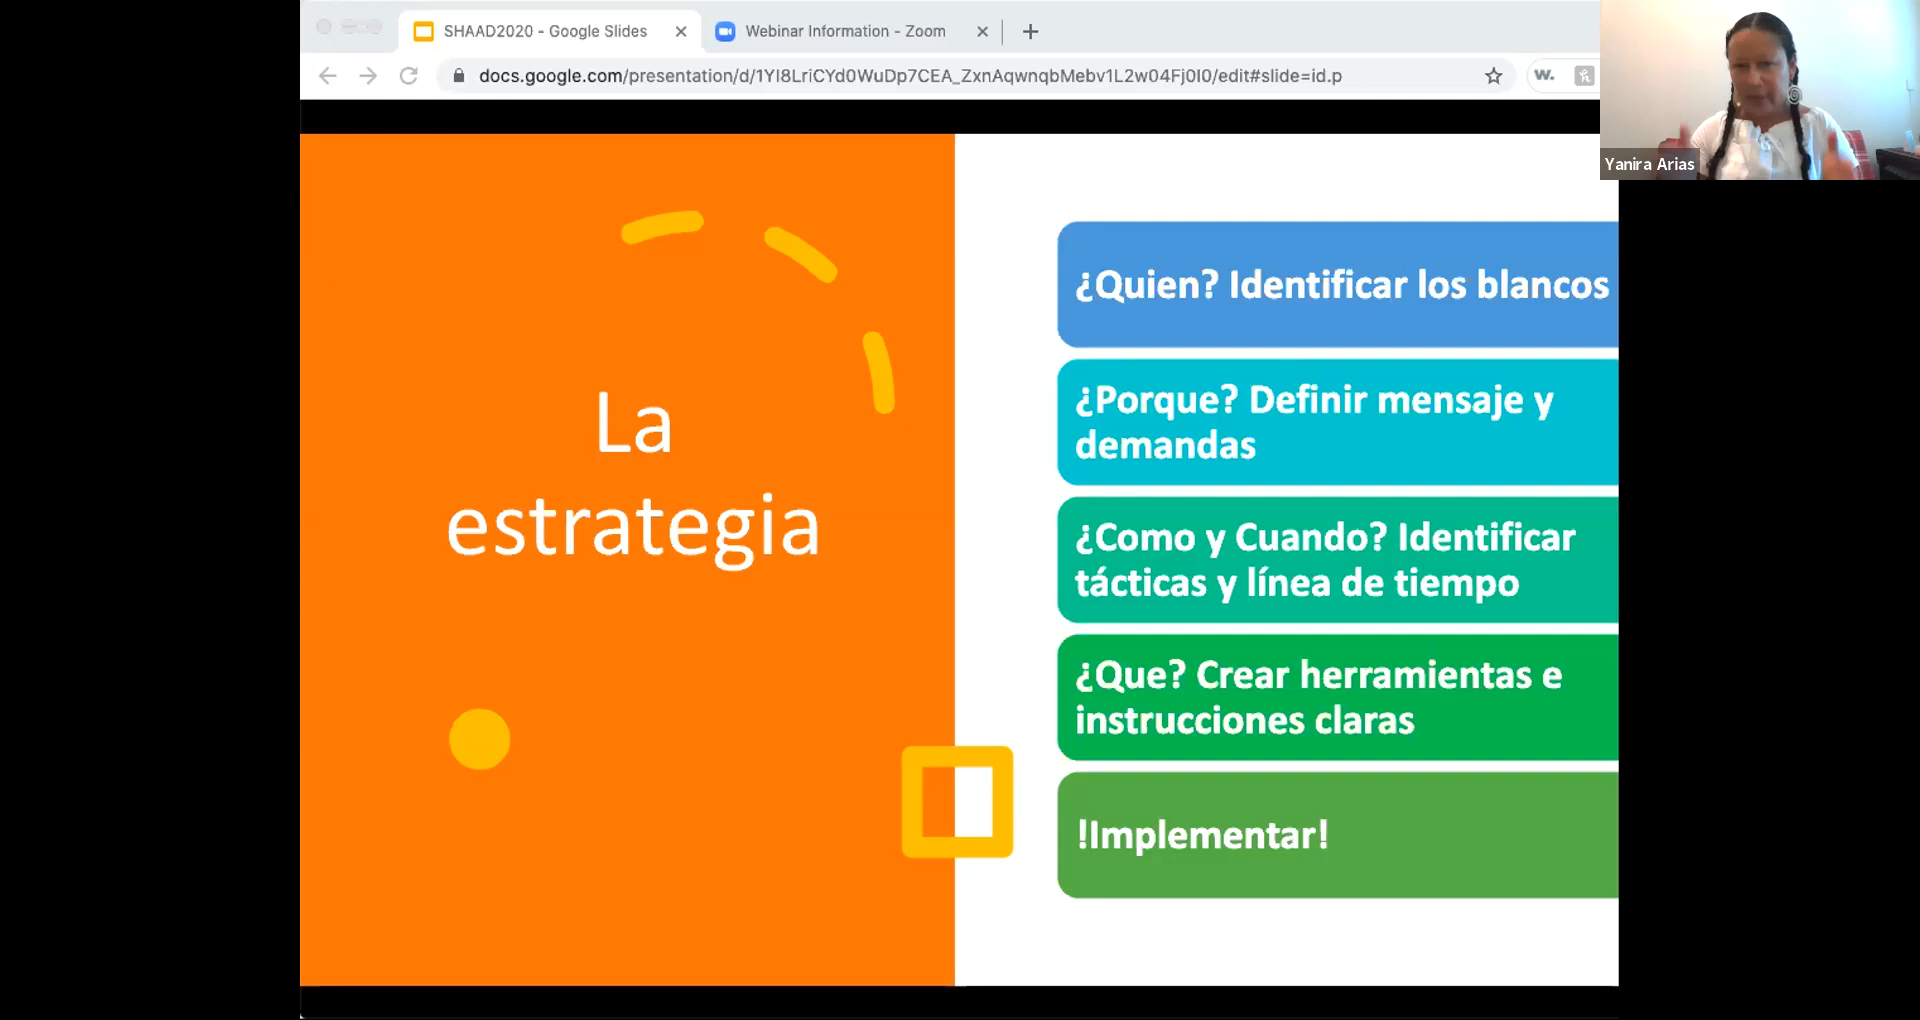 SHAAD2020 - Google Slides
Webinar Information - Zoom
docs.google.com/presentation/d/1YI8LriCYd0WuDp7CEA_ZxnAqwnqbMebv1L2w04Fj0I0/edit#slide=id.p
W.
Yanira Arias
La
estrategia
¿Quien? Identificar los blancos
¿Porque? Definir mensaje y
demandas
¿Como y Cuando? Identificar
tácticas y línea de tiempo
¿Que? Crear herramientas e
instrucciones claras
!Implementar!